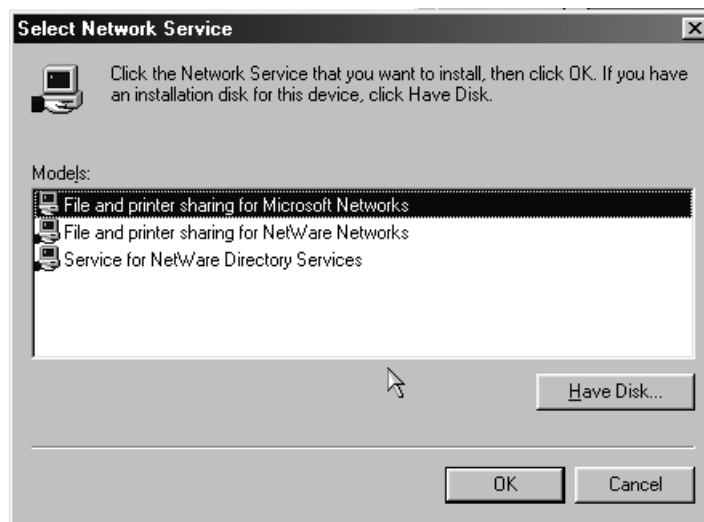 Select Network Service
Click the Network Service that you want to install, then click OK. If you have
an installation disk for this device, click Have Disk.
Models:
File and printer sharing for Microsoft Networks
File and printer sharing for NetWare Networks
Service for NetWare Directory Services
Have Disk...
OK
Cancel